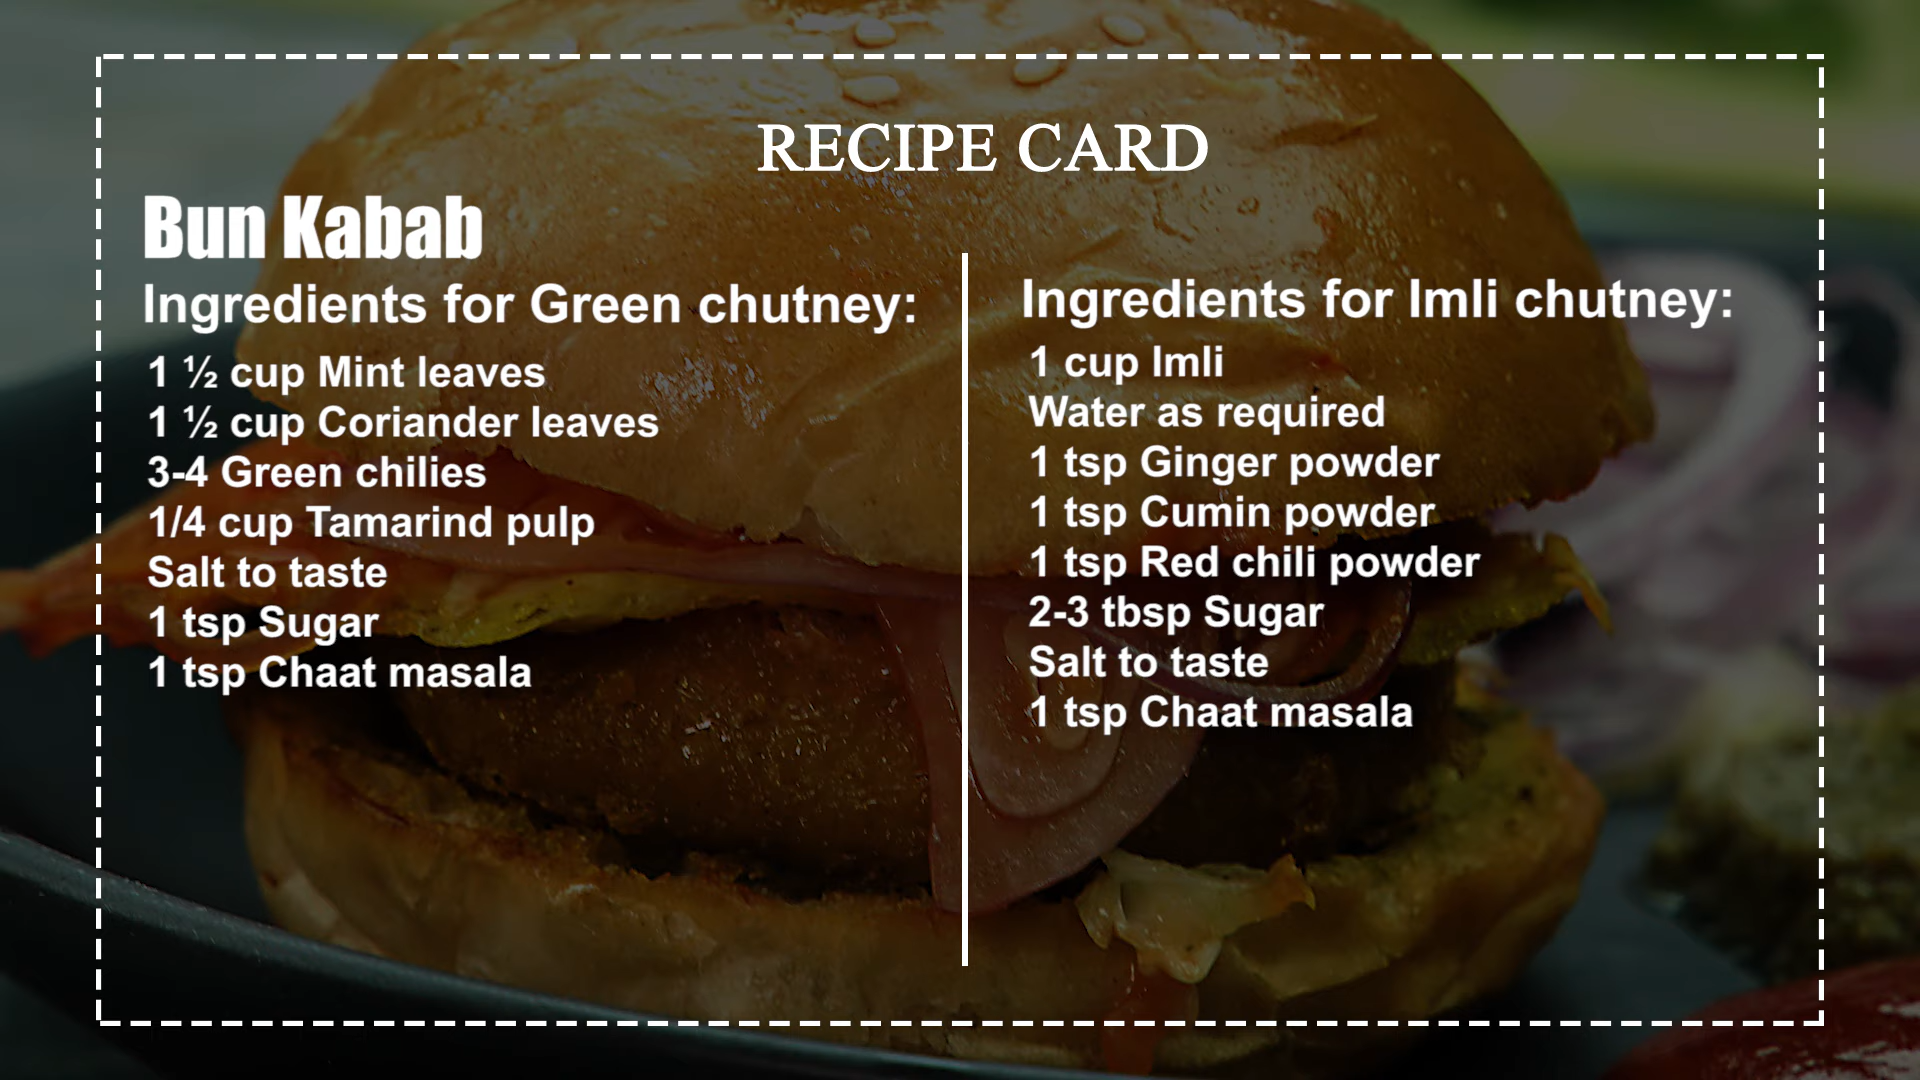 RECIPE CARD
Bun Kabab
Ingredients for Green chutney:
1 ½ cup Mint leaves
1 ½ cup Coriander leaves
3-4 Green chilies
1/4 cup Tamarind pulp
Salt to taste
1 tsp Sugar
1 tsp Chaat masala
Ingredients for Imli chutney:
1 cup Imli
Water as required
1 tsp Ginger powder
1 tsp Cumin powder
1 tsp Red chili powder
2-3 tbsp Sugar
Salt to taste
1 tsp Chaat masala